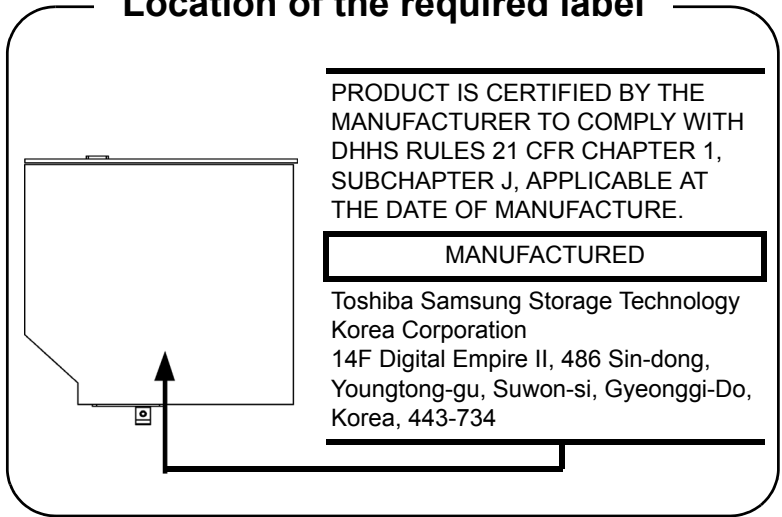 Location of the required label
PRODUCT IS CERTIFIED BY THE
MANUFACTURER TO COMPLY WITH
DHHS RULES 21 CFR CHAPTER 1,
SUBCHAPTER J, APPLICABLE AT
THE DATE OF MANUFACTURE.
MANUFACTURED
Toshiba Samsung Storage Technology
Korea Corporation
14F Digital Empire II, 486 Sin-dong,
Youngtong-gu, Suwon-si, Gyeonggi-Do,
Korea, 443-734